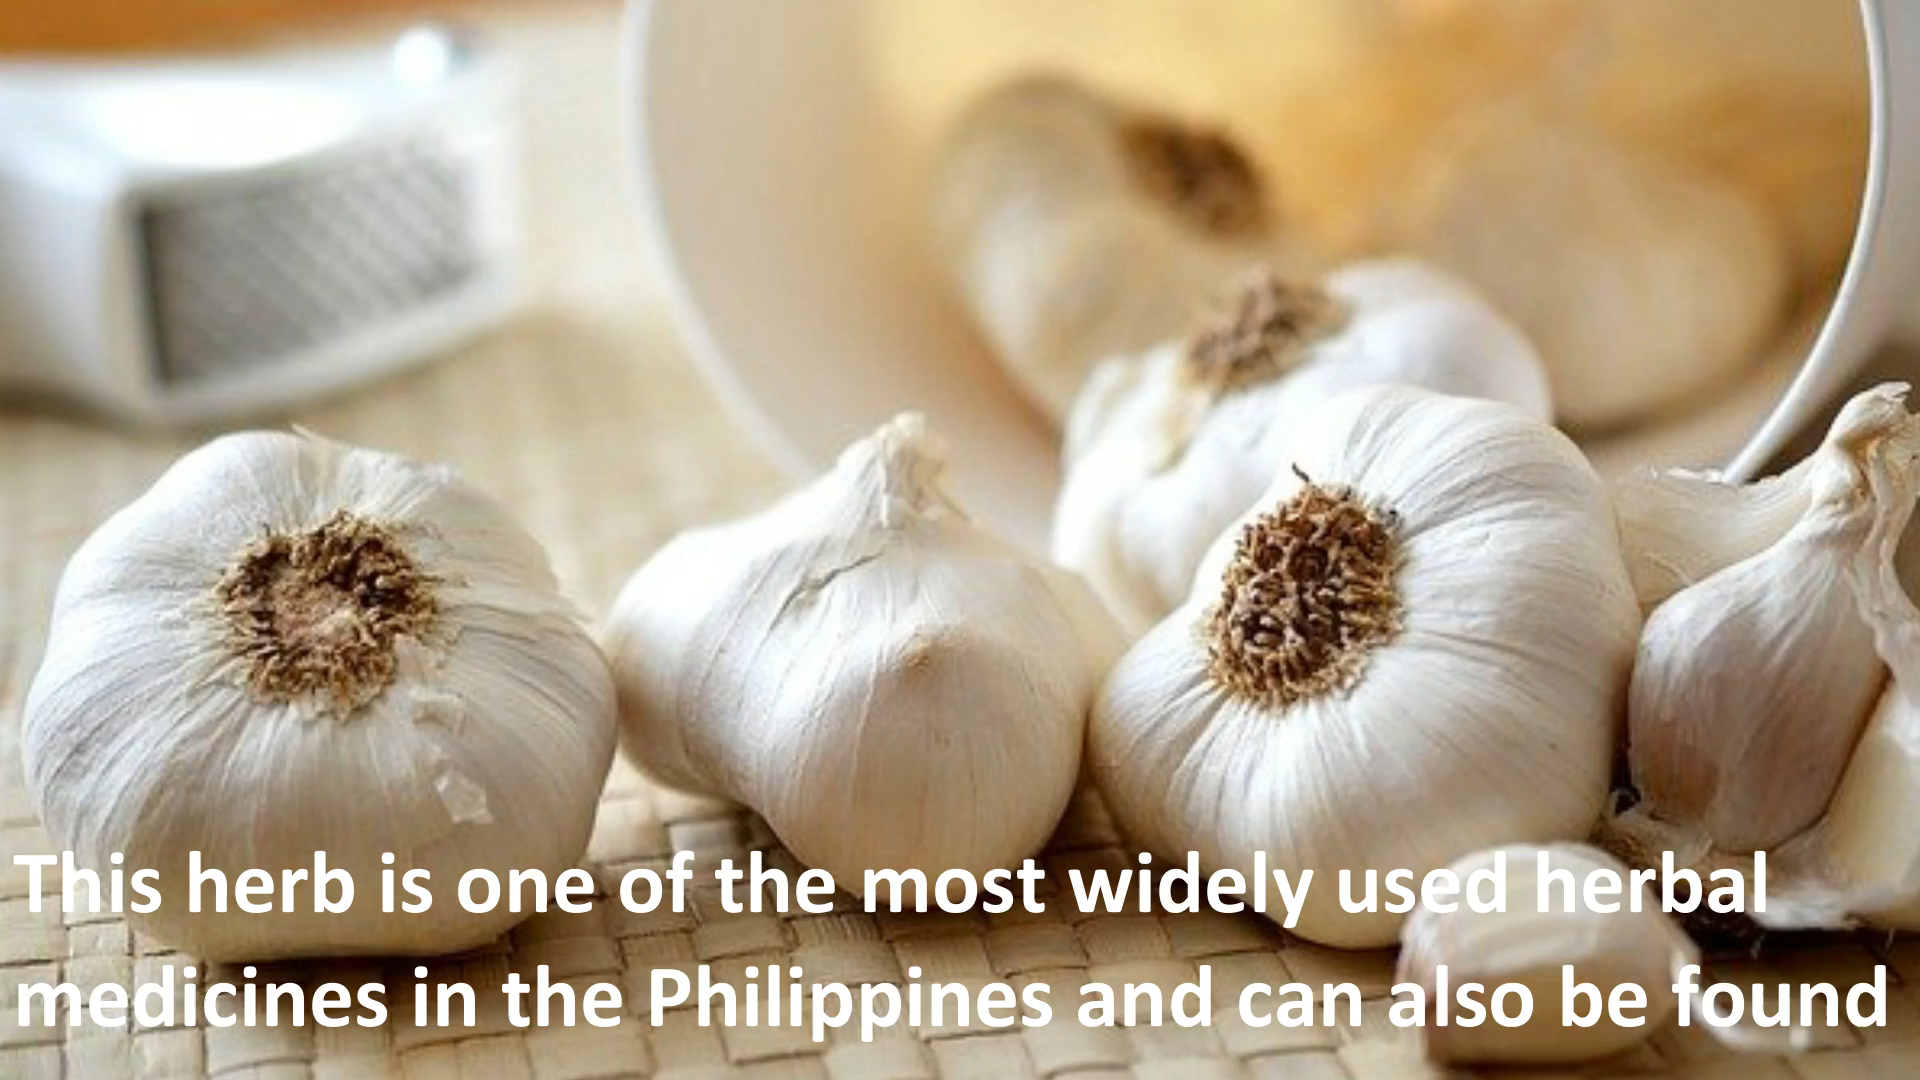 This herb is one of the most widely used herbal
medicines in the Philippines and can also be found